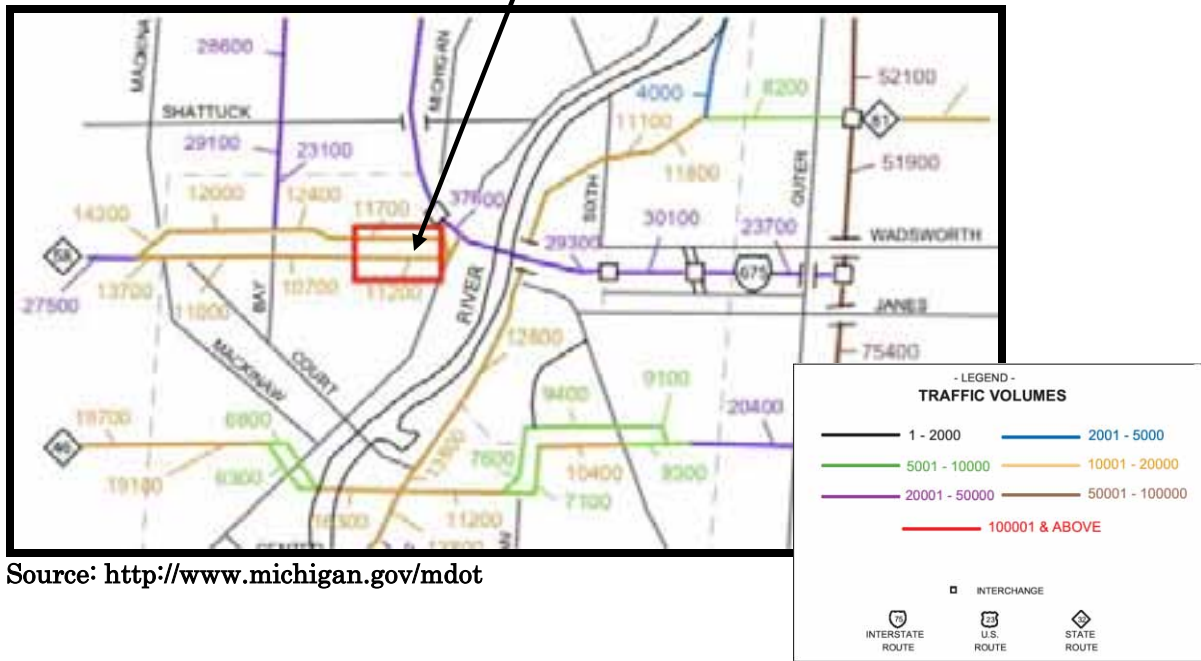 MACKINA
28600
MICHIGAN
52100
4000
8200
SHATTUCK
81
11100
29100
23100
51900
11800
12000
12400
SIXTH
OUTER
14300
11700
37600
30100
23700
WADSWORTH
58
29300
675
27500
13700
11000
BAY
10700
11200
RIVER
JANES
MACKINAW
COURT
12800
75400
9100
9400
20400
6800
46
13800
7600
10400
9300
6300
7100
11200
CENTER
- LEGEND -
TRAFFIC VOLUMES
1 - 2000
2001 - 5000
5001 - 10000
10001 - 20000
20001 - 50000
50001 - 100000
100001 & ABOVE
INTERCHANGE
75
23
32
INTERSTATE
ROUTE
U.S.
ROUTE
STATE
ROUTE
Source: http://www.michigan.gov/mdot